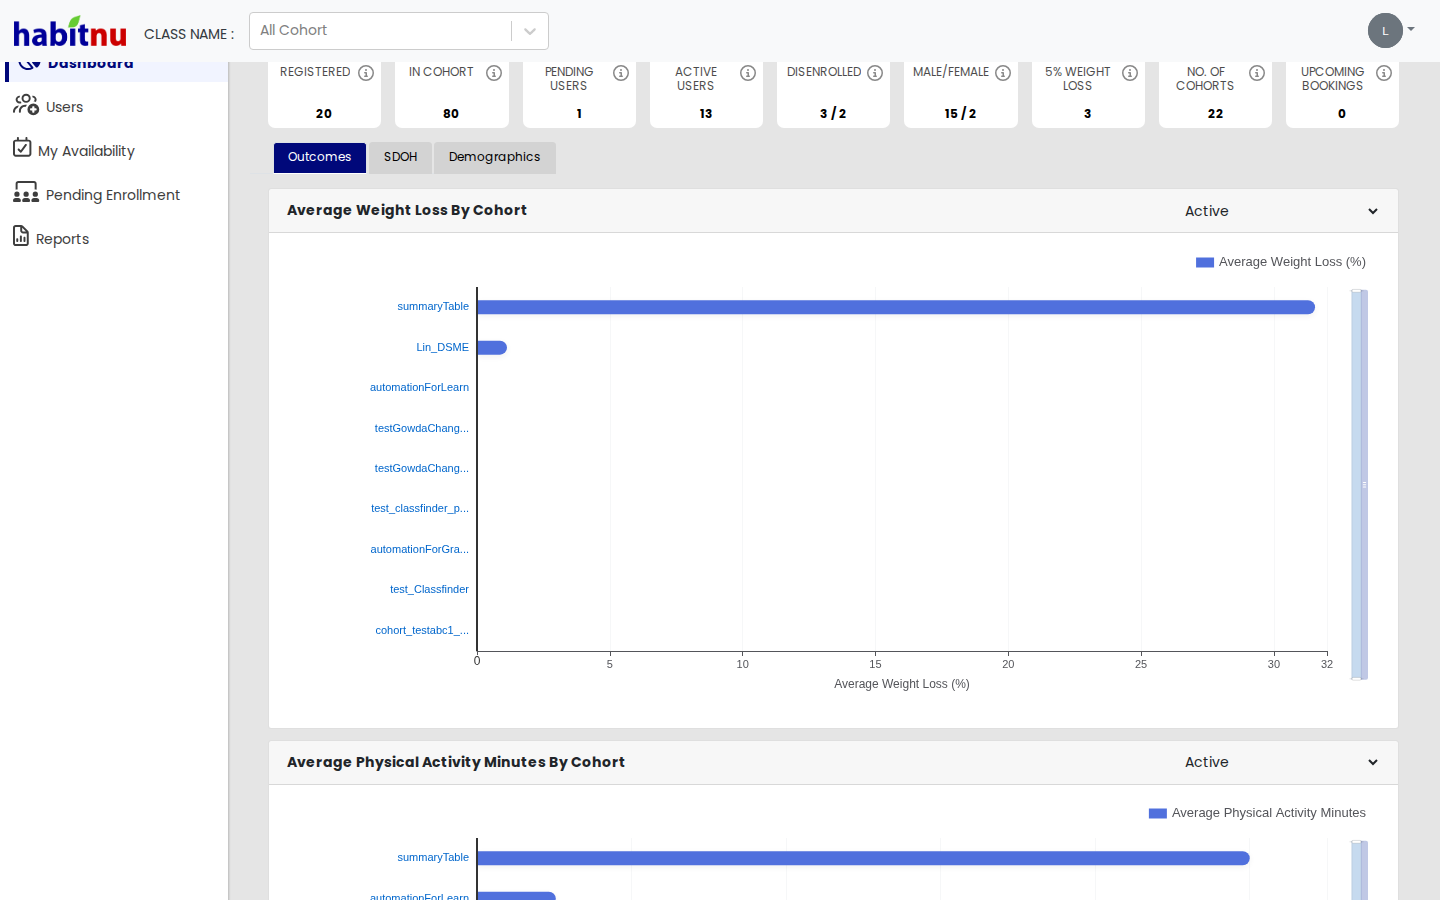 habitnu
CLASS NAME :
All Cohort
L
Dashboard
Users
My Availability
Pending Enrollment
Reports
REGISTERED
20
IN COHORT
80
PENDING
USERS
1
ACTIVE
USERS
13
DISENROLLED
3 / 2
MALE/FEMALE
15 / 2
5% WEIGHT
LOSS
3
NO. OF
COHORTS
22
UPCOMING
BOOKINGS
0
Outcomes
SDOH
Demographics
Average Weight Loss By Cohort
Active
Average Weight Loss (%)
summaryTable
Lin_DSME
automationForLearn
testGowdaChang...
testGowdaChang...
test_classfinder_p...
automationForGra...
test_Classfinder
cohort_testabc1_...
0
5
10
15
20
25
30
32
Average Weight Loss (%)
Average Physical Activity Minutes By Cohort
Active
Average Physical Activity Minutes
summaryTable
automationForLearn